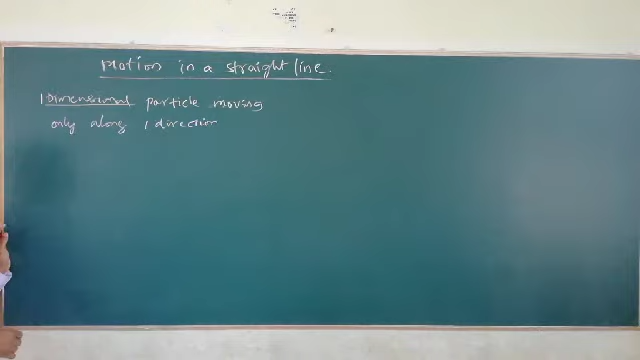 Motion in a straight line.
1 Dimensional particle moving
only along 1 direction